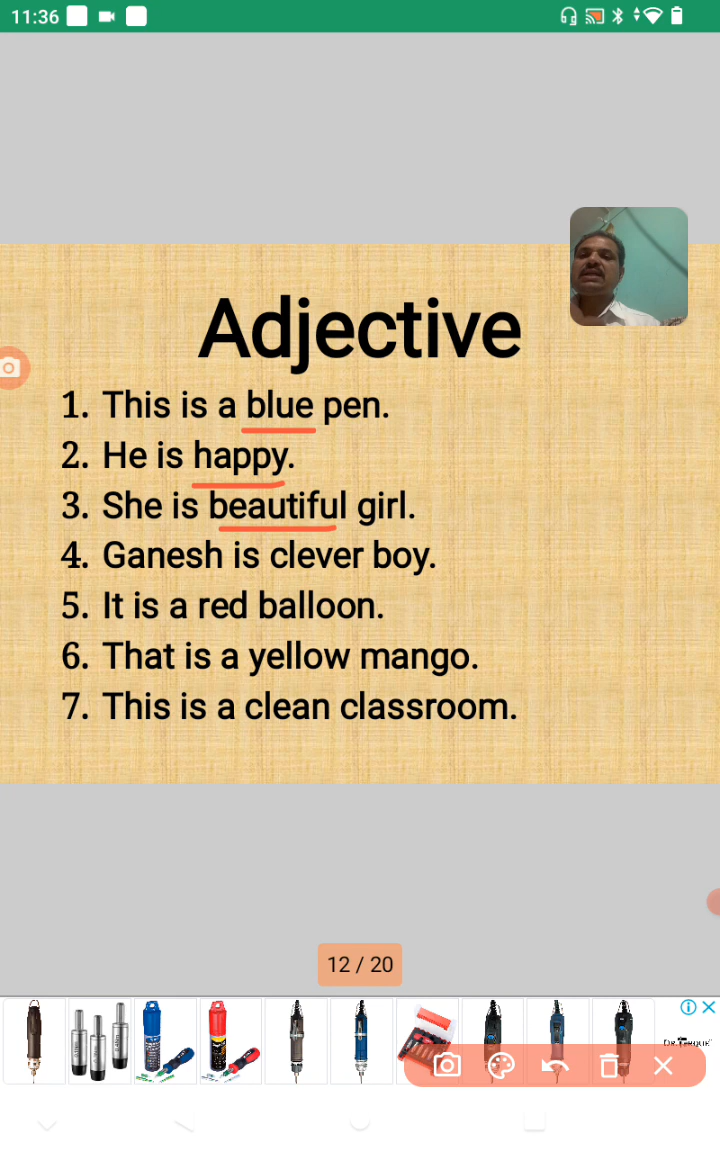 11:36
Adjective
1. This is a blue pen.
2. He is happy.
3. She is beautiful girl.
4. Ganesh is clever boy.
5. It is a red balloon.
6. That is a yellow mango.
7. This is a clean classroom.
12 / 20